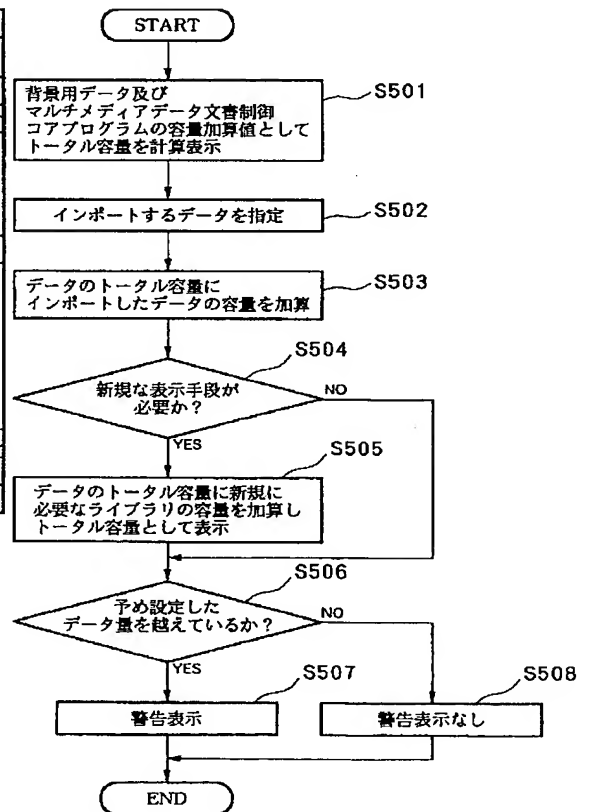 START
背景用データ及び
マルチメディアデータ文書制御
コアプログラムの容量加算値として
トータル容量を計算表示
S501
インポートするデータを指定
S502
データのトータル容量に
インポートしたデータの容量を加算
S503
S504
新規な表示手段が
必要か？
NO
YES
S505
データのトータル容量に新規に
必要なライブラリの容量を加算し
トータル容量として表示
S506
予め設定した
データ量を越えているか？
NO
YES
S507
警告表示
S508
警告表示なし
END